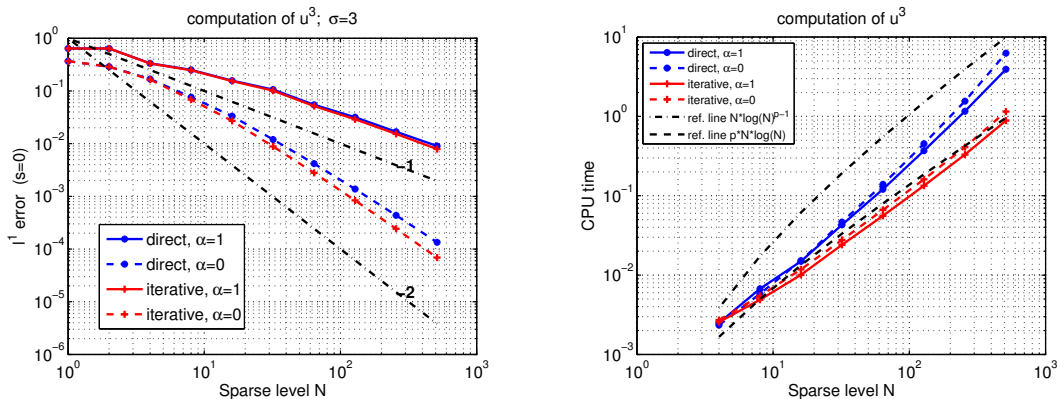 computation of u³; σ=3
10⁰
10⁻¹
10⁻²
10⁻³
10⁻⁴
10⁻⁵
10⁻⁶
l¹ error (s=0)
−1
−2
direct, α=1
direct, α=0
iterative, α=1
iterative, α=0
10⁰ 10¹ 10² 10³
Sparse level N
computation of u³
10¹
10⁰
10⁻¹
10⁻²
10⁻³
CPU time
direct, α=1
direct, α=0
iterative, α=1
iterative, α=0
ref. line N*log(N)ᵖ⁻¹
ref. line p*N*log(N)
10⁰ 10¹ 10² 10³
Sparse level N